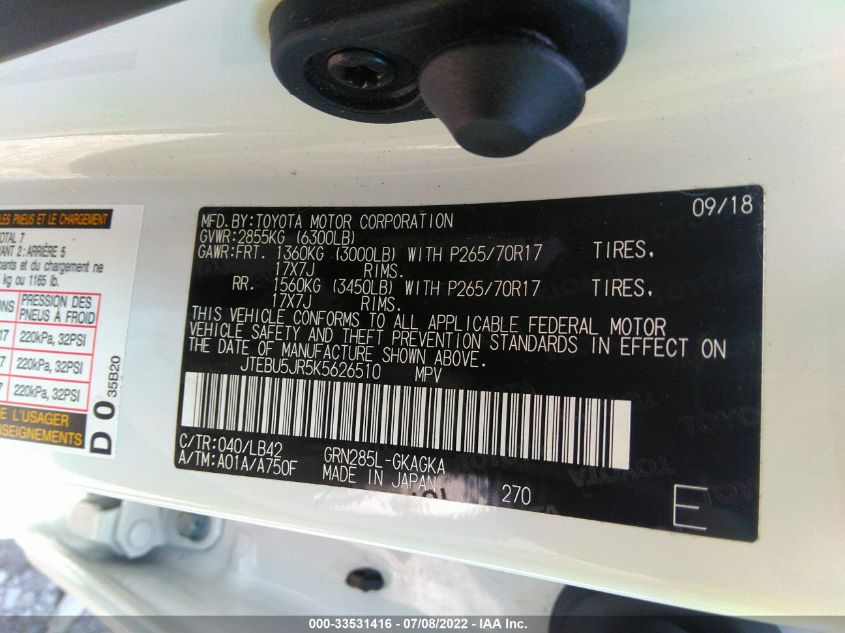 LES PNEUS ET LE CHARGEMENT
TOTAL 7
AVANT 2: ARRIÈRE 5
pants et du chargement ne
kg ou 1165 lb.
PRESSION DES
PNEUS À FROID
220kPa, 32PSI
220kPa, 32PSI
220kPa, 32PSI
L'USAGER
D 0 35B20
09/18
MFD. BY: TOYOTA MOTOR CORPORATION
GVWR: 2855KG (6300LB)
GAWR: FRT. 1360KG (3000LB) WITH P265/70R17 TIRES,
17X7J RIMS.
RR. 1560KG (3450LB) WITH P265/70R17 TIRES,
17X7J RIMS.
THIS VEHICLE CONFORMS TO ALL APPLICABLE FEDERAL MOTOR
VEHICLE SAFETY AND THEFT PREVENTION STANDARDS IN EFFECT ON
THE DATE OF MANUFACTURE SHOWN ABOVE.
JTEBU5JR5K5626510 MPV
C/TR: 040/LB42 GRN285L-GKAGKA
A/TM: A01A/A750F MADE IN JAPAN 270
E
000-33531416 - 07/08/2022 - IAA Inc.